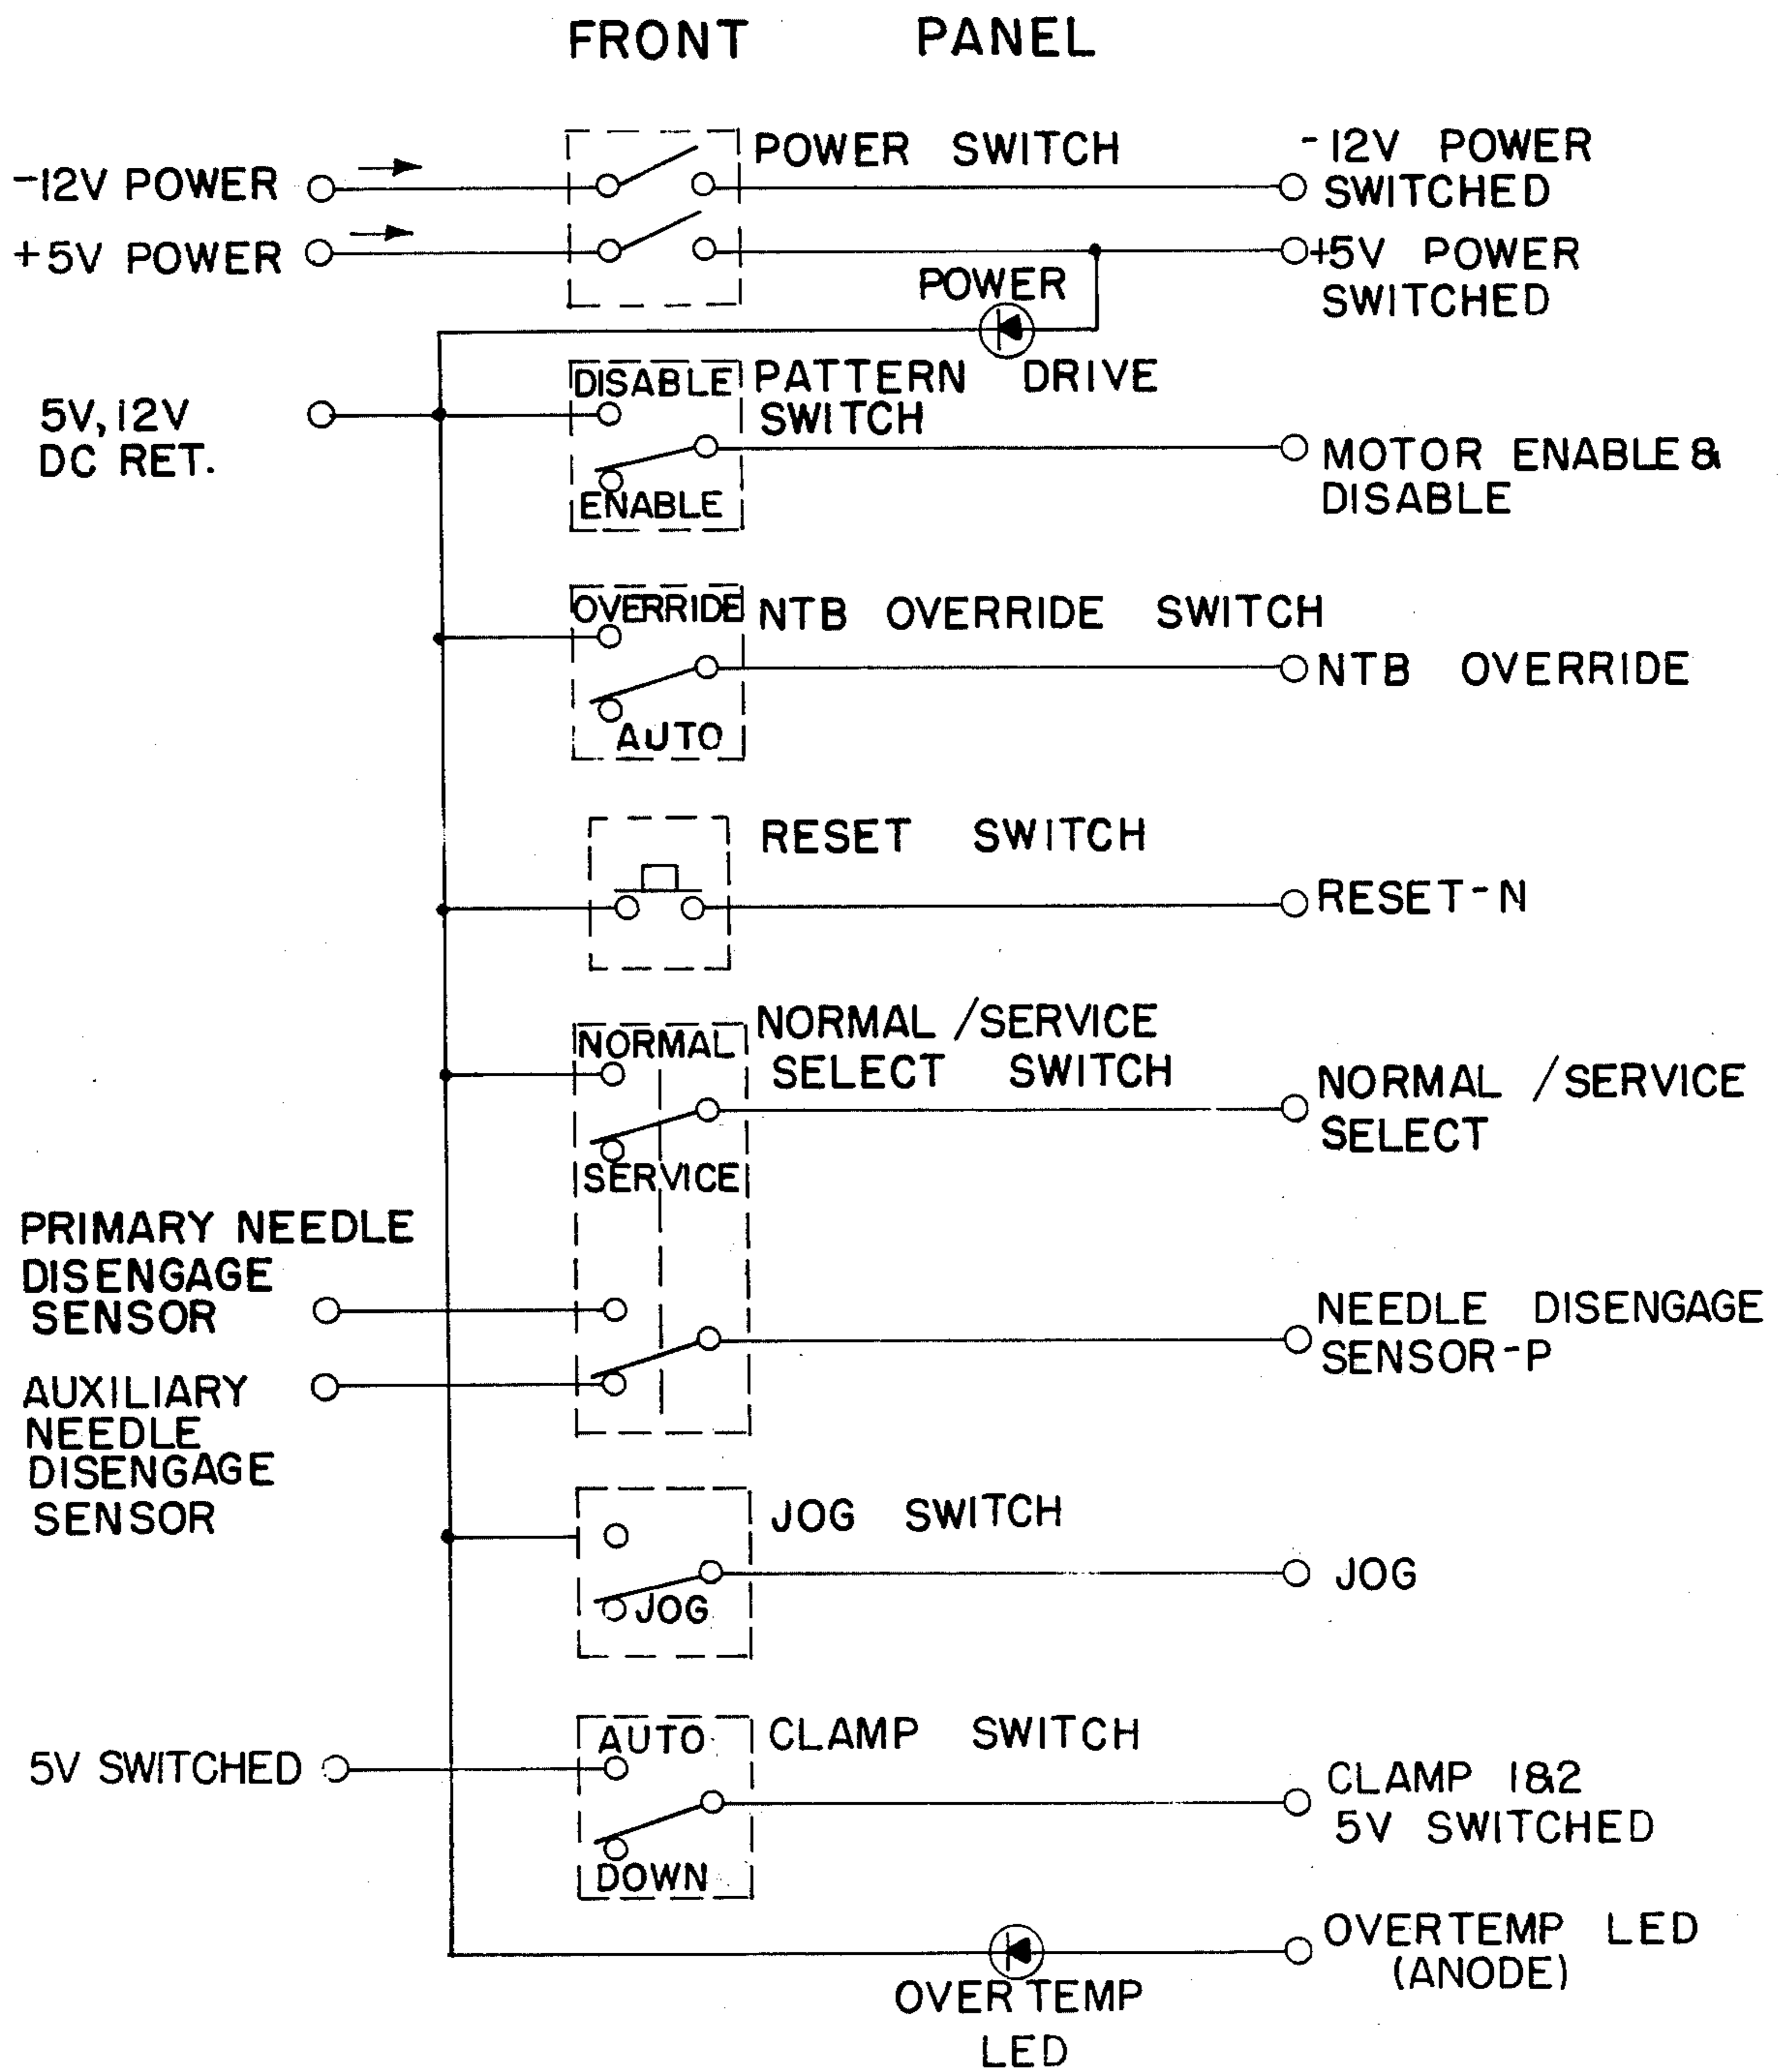 FRONT PANEL
POWER SWITCH
-12V POWER
-12V POWER
SWITCHED
+5V POWER
+5V POWER
SWITCHED
POWER
DISABLE
PATTERN DRIVE
SWITCH
5V, 12V
DC RET.
MOTOR ENABLE &
DISABLE
ENABLE
OVERRIDE
NTB OVERRIDE SWITCH
NTB OVERRIDE
AUTO
RESET SWITCH
RESET-N
NORMAL
NORMAL /SERVICE
SELECT SWITCH
NORMAL /SERVICE
SELECT
SERVICE
PRIMARY NEEDLE
DISENGAGE
SENSOR
NEEDLE DISENGAGE
SENSOR-P
AUXILIARY
NEEDLE
DISENGAGE
SENSOR
JOG SWITCH
JOG
JOG
AUTO
CLAMP SWITCH
5V SWITCHED
CLAMP 1&2
5V SWITCHED
DOWN
OVERTEMP LED
(ANODE)
OVER TEMP
LED